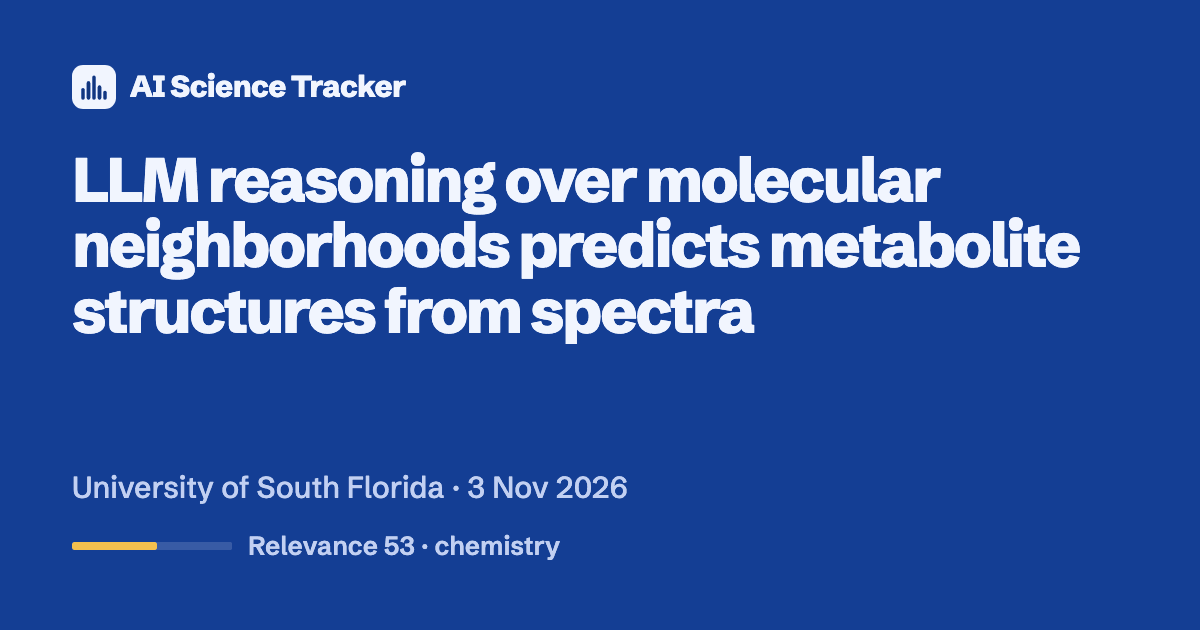 AI Science Tracker
LLM reasoning over molecular
neighborhoods predicts metabolite
structures from spectra
University of South Florida · 3 Nov 2026
Relevance 53 · chemistry